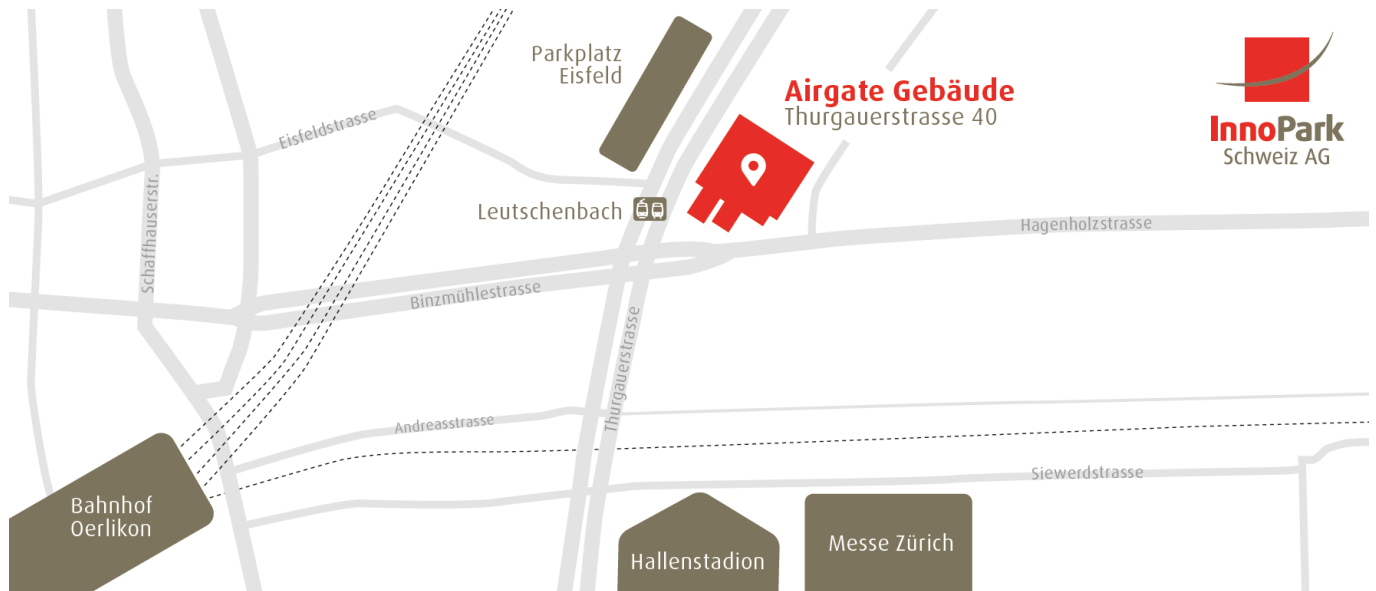 Parkplatz
Eisfeld
Airgate Gebäude
Thurgauerstrasse 40
InnoPark
Schweiz AG
Eisfeldstrasse
Schaffhauserstr.
Leutschenbach
Hagenholzstrasse
Binzmühlestrasse
Thurgauerstrasse
Andreasstrasse
Siewerdstrasse
Bahnhof
Oerlikon
Hallenstadion
Messe Zürich